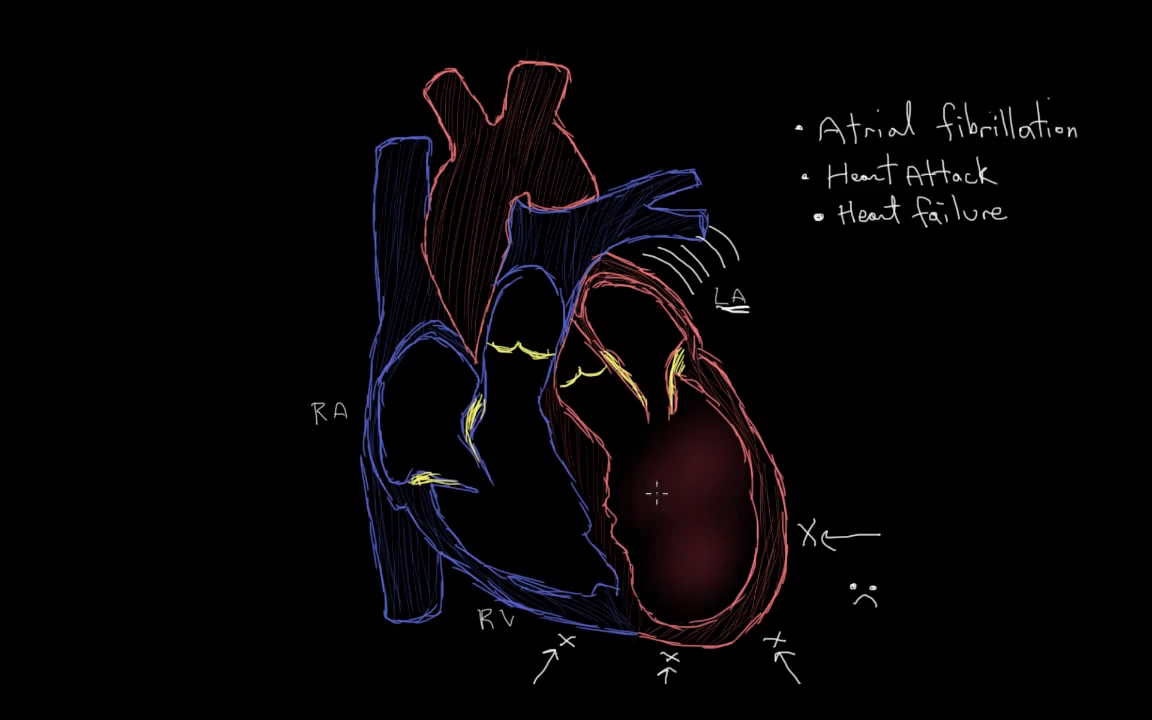 • Atrial fibrillation
• Heart Attack
• Heart failure
LA
RA
X
RV
x
x
x